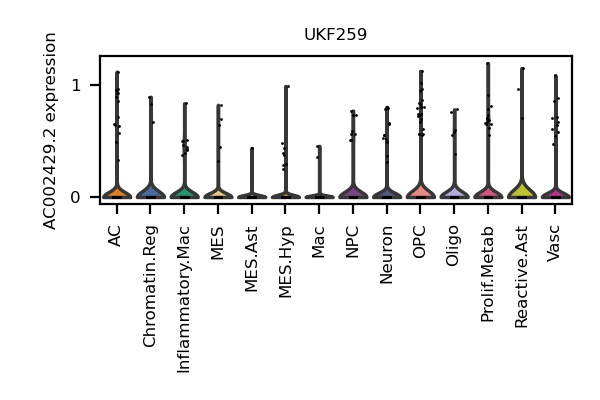 UKF259
AC002429.2 expression
1
0
AC
Chromatin.Reg
Inflammatory.Mac
MES
MES.Ast
MES.Hyp
Mac
NPC
Neuron
OPC
Oligo
Prolif.Metab
Reactive.Ast
Vasc